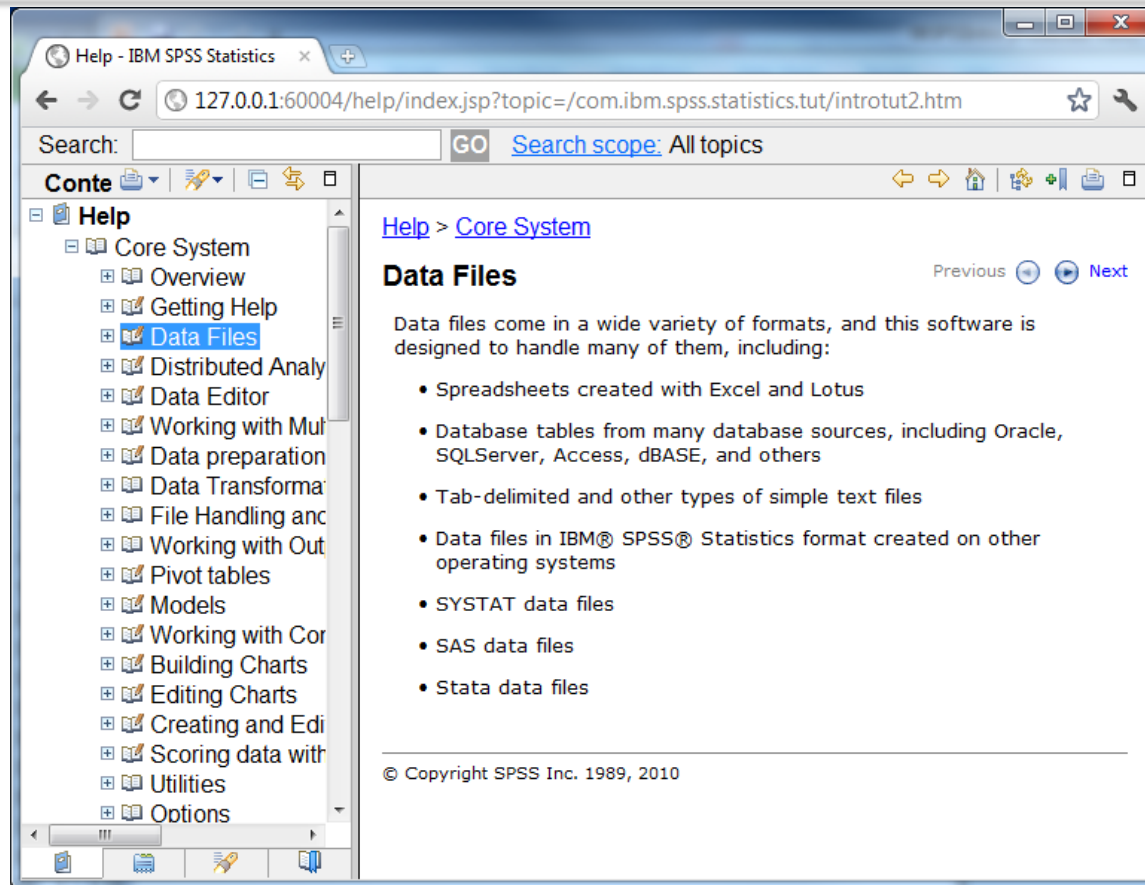 Help - IBM SPSS Statistics
127.0.0.1:60004/help/index.jsp?topic=/com.ibm.spss.statistics.tut/introtut2.htm
Search: GO Search scope: All topics
Conte
Help
Core System
Overview
Getting Help
Data Files
Distributed Analy
Data Editor
Working with Mul
Data preparation
Data Transforma
File Handling and
Working with Out
Pivot tables
Models
Working with Cor
Building Charts
Editing Charts
Creating and Edi
Scoring data with
Utilities
Options
Help > Core System
Data Files
Previous Next
Data files come in a wide variety of formats, and this software is
designed to handle many of them, including:
• Spreadsheets created with Excel and Lotus
• Database tables from many database sources, including Oracle,
SQLServer, Access, dBASE, and others
• Tab-delimited and other types of simple text files
• Data files in IBM® SPSS® Statistics format created on other
operating systems
• SYSTAT data files
• SAS data files
• Stata data files
© Copyright SPSS Inc. 1989, 2010